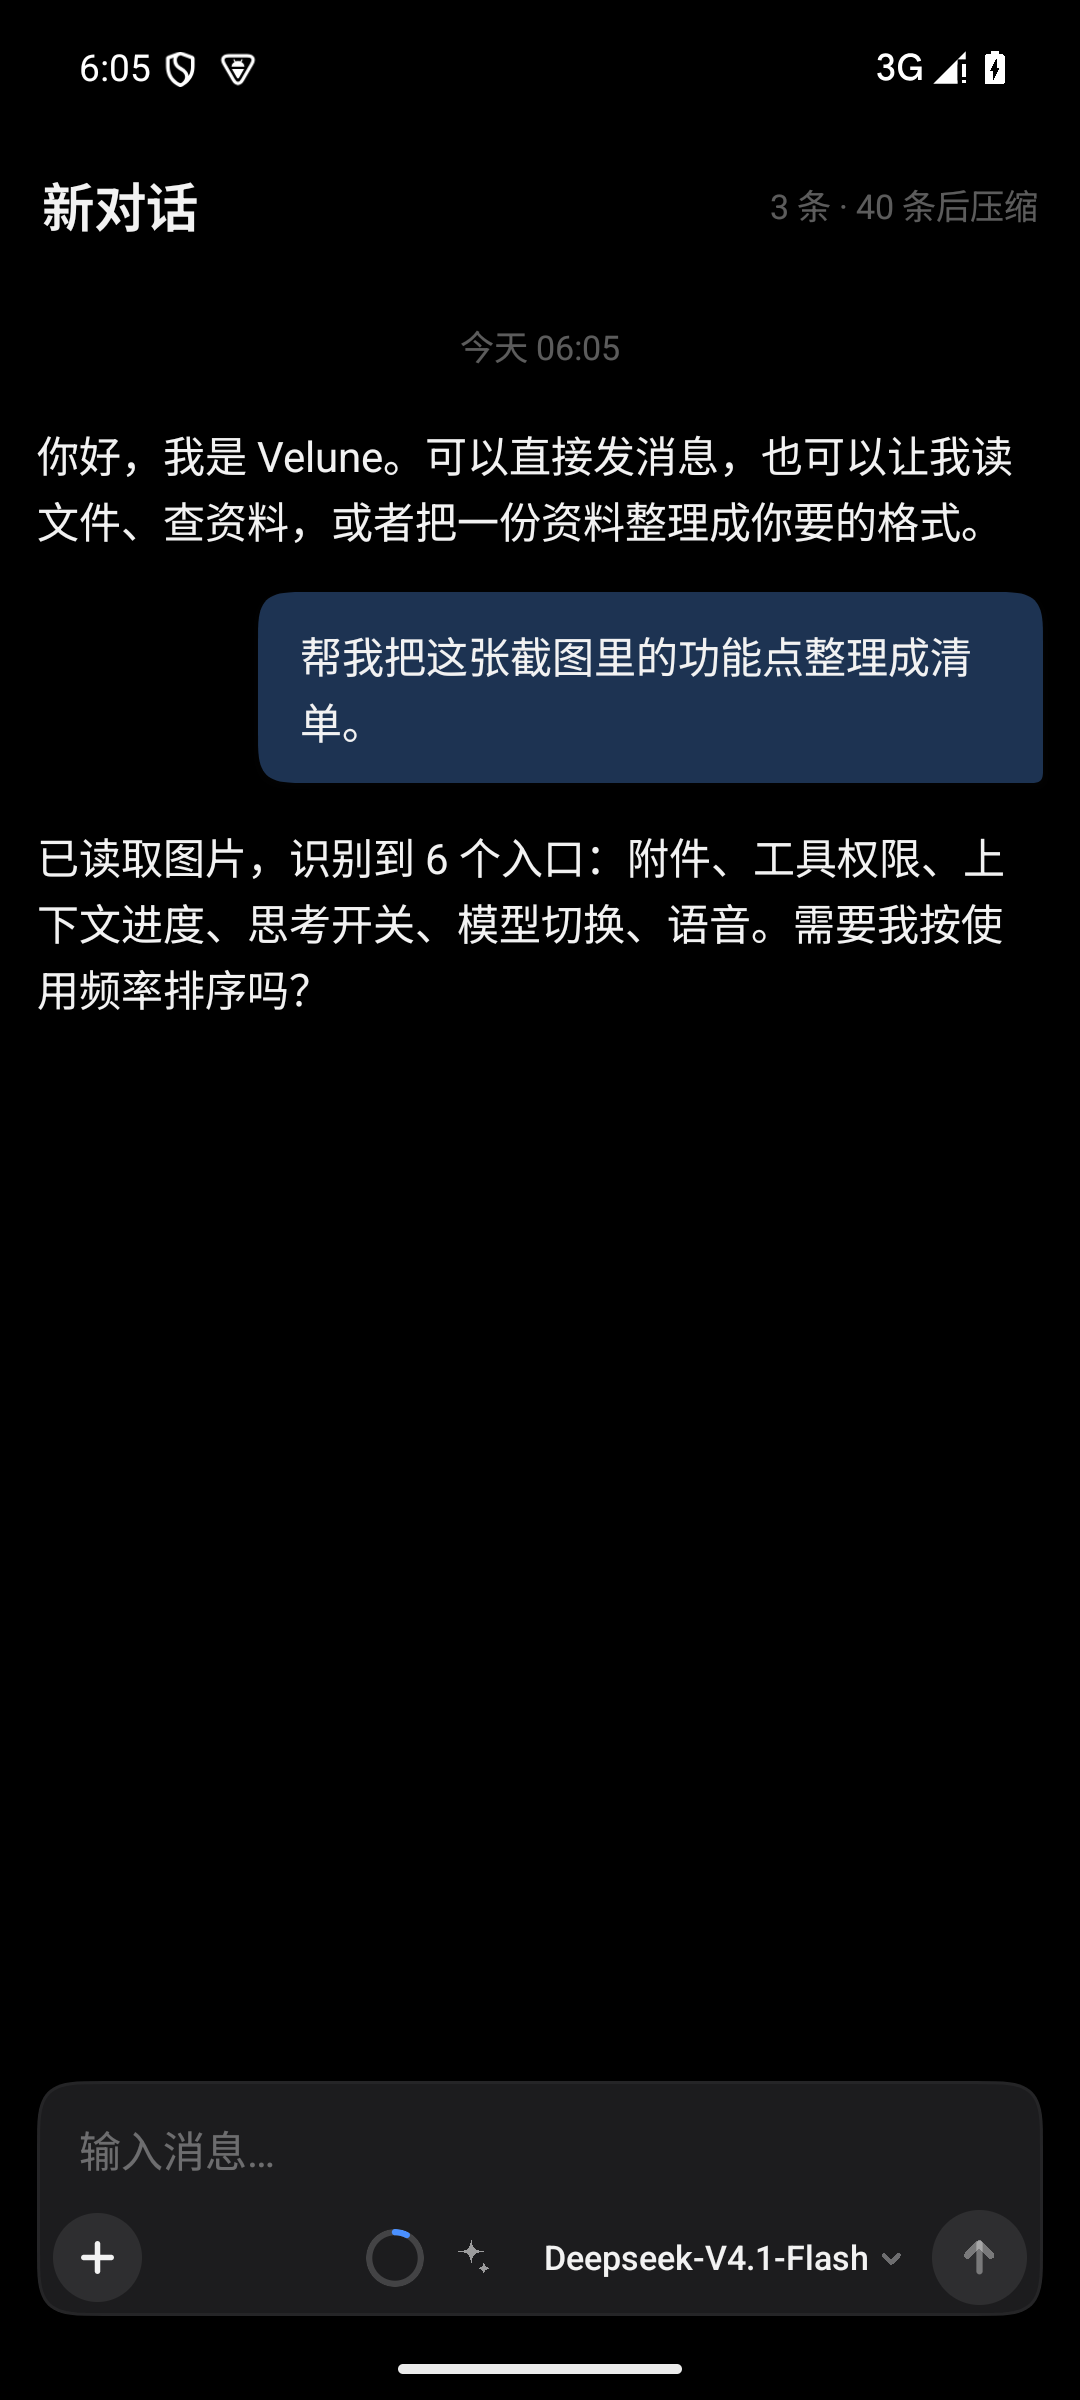 6:05
3G
新对话
3 条 · 40 条后压缩
今天 06:05
你好，我是 Velune。可以直接发消息，也可以让我读
文件、查资料，或者把一份资料整理成你要的格式。
帮我把这张截图里的功能点整理成清
单。
已读取图片，识别到 6 个入口：附件、工具权限、上
下文进度、思考开关、模型切换、语音。需要我按使
用频率排序吗？
输入消息...
Deepseek-V4.1-Flash